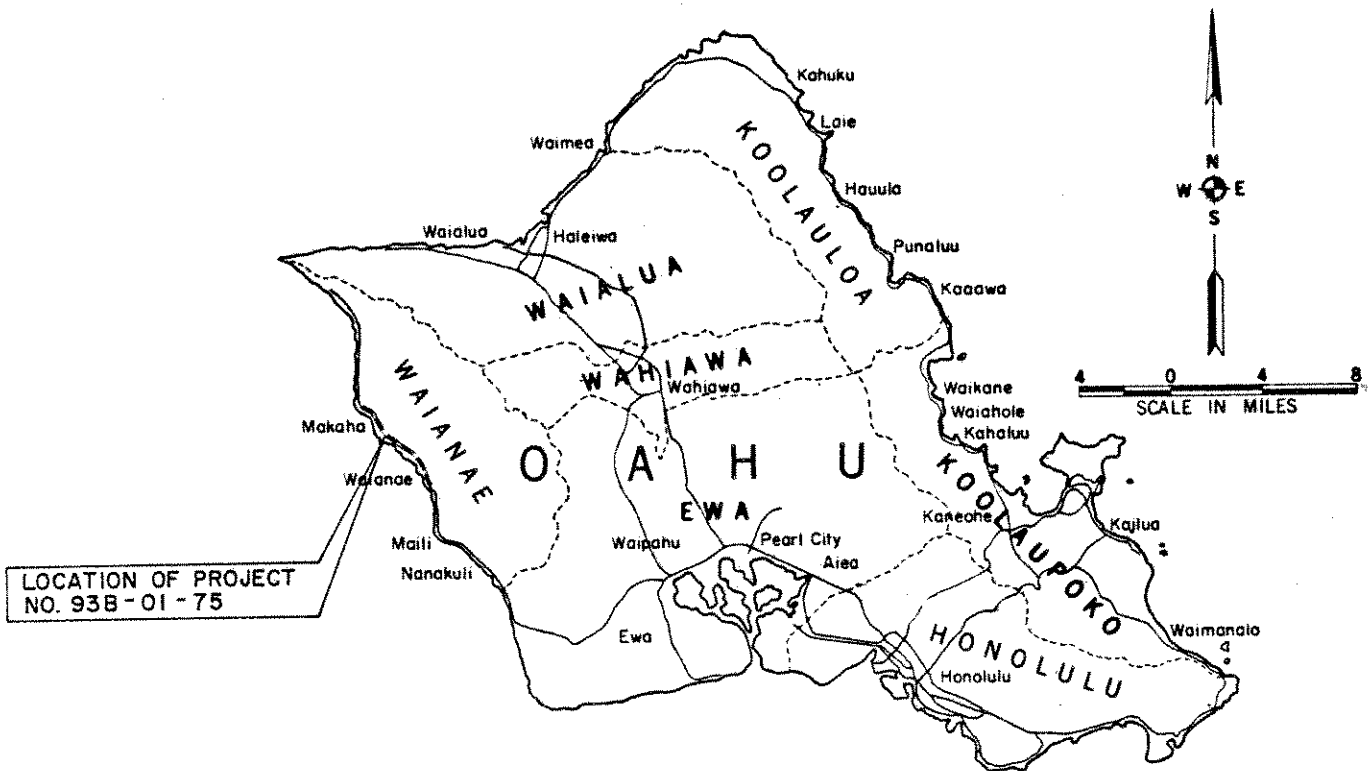 Kahuku
Laie
Waimea
KOOLAULOA
Hauula
N
W E
S
Punaluu
Waialua
Haleiwa
WAIALUA
Kaaawa
WAHIAWA
Wahiawa
WAIANAE
4 0 4 8
SCALE IN MILES
Waikane
Waiahole
Kahaluu
Makaha
OAHU
KOOLAUPOKO
Waianae
EWA
Kaneohe
Kailua
Maili
Waipahu
Pearl City
Aiea
Nanakuli
LOCATION OF PROJECT
NO. 93B-01-75
Ewa
HONOLULU
Waimanalo
Honolulu